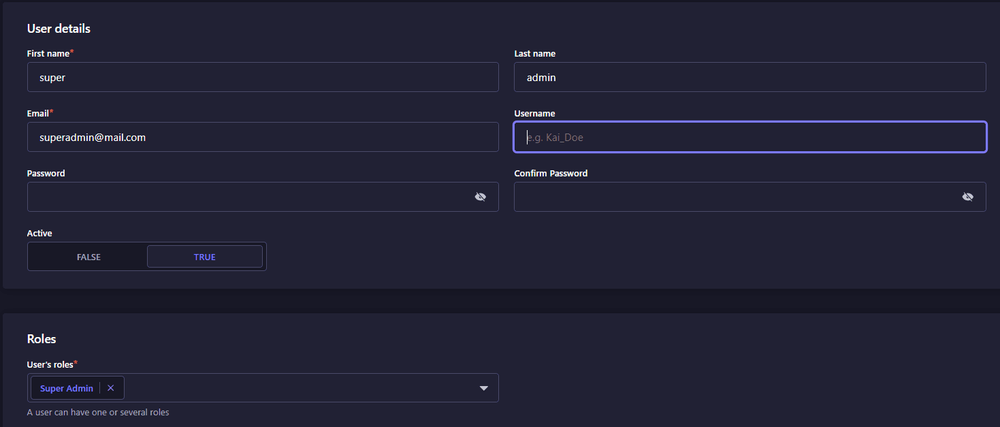 User details
First name* Last name
super admin
Email* Username
superadmin@mail.com e.g. Kai_Doe
Password Confirm Password
Active
FALSE TRUE
Roles
User's roles*
Super Admin
A user can have one or several roles